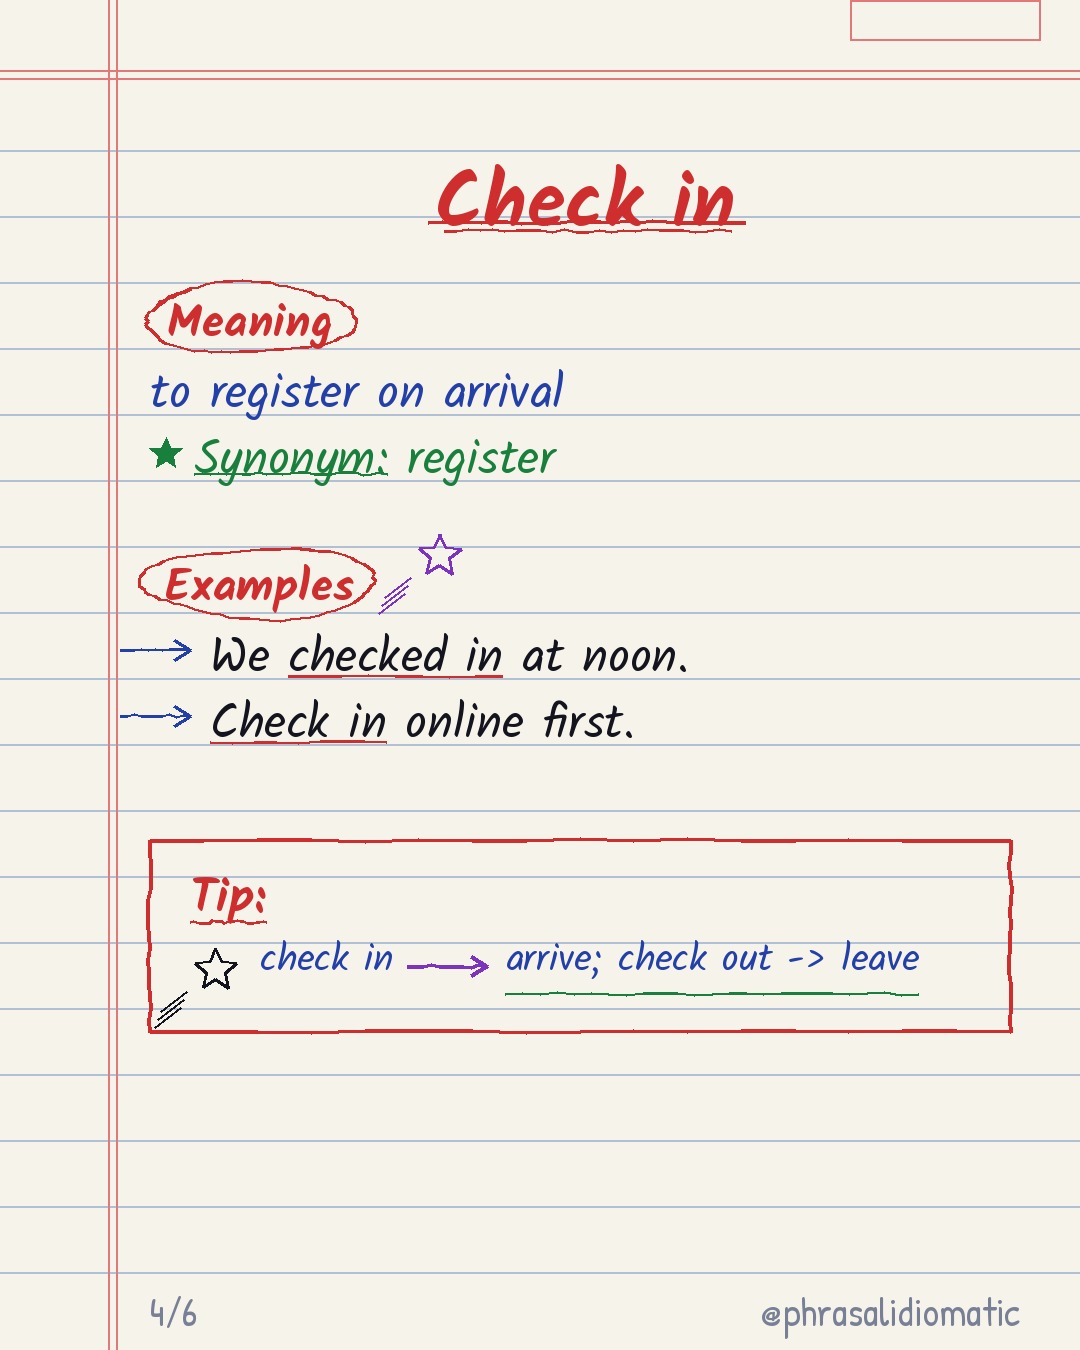 Check in
Meaning
to register on arrival
★ Synonym: register
Examples
→ We checked in at noon.
→ Check in online first.
Tip:
☆ check in → arrive; check out -> leave
4/6
@phrasalidiomatic